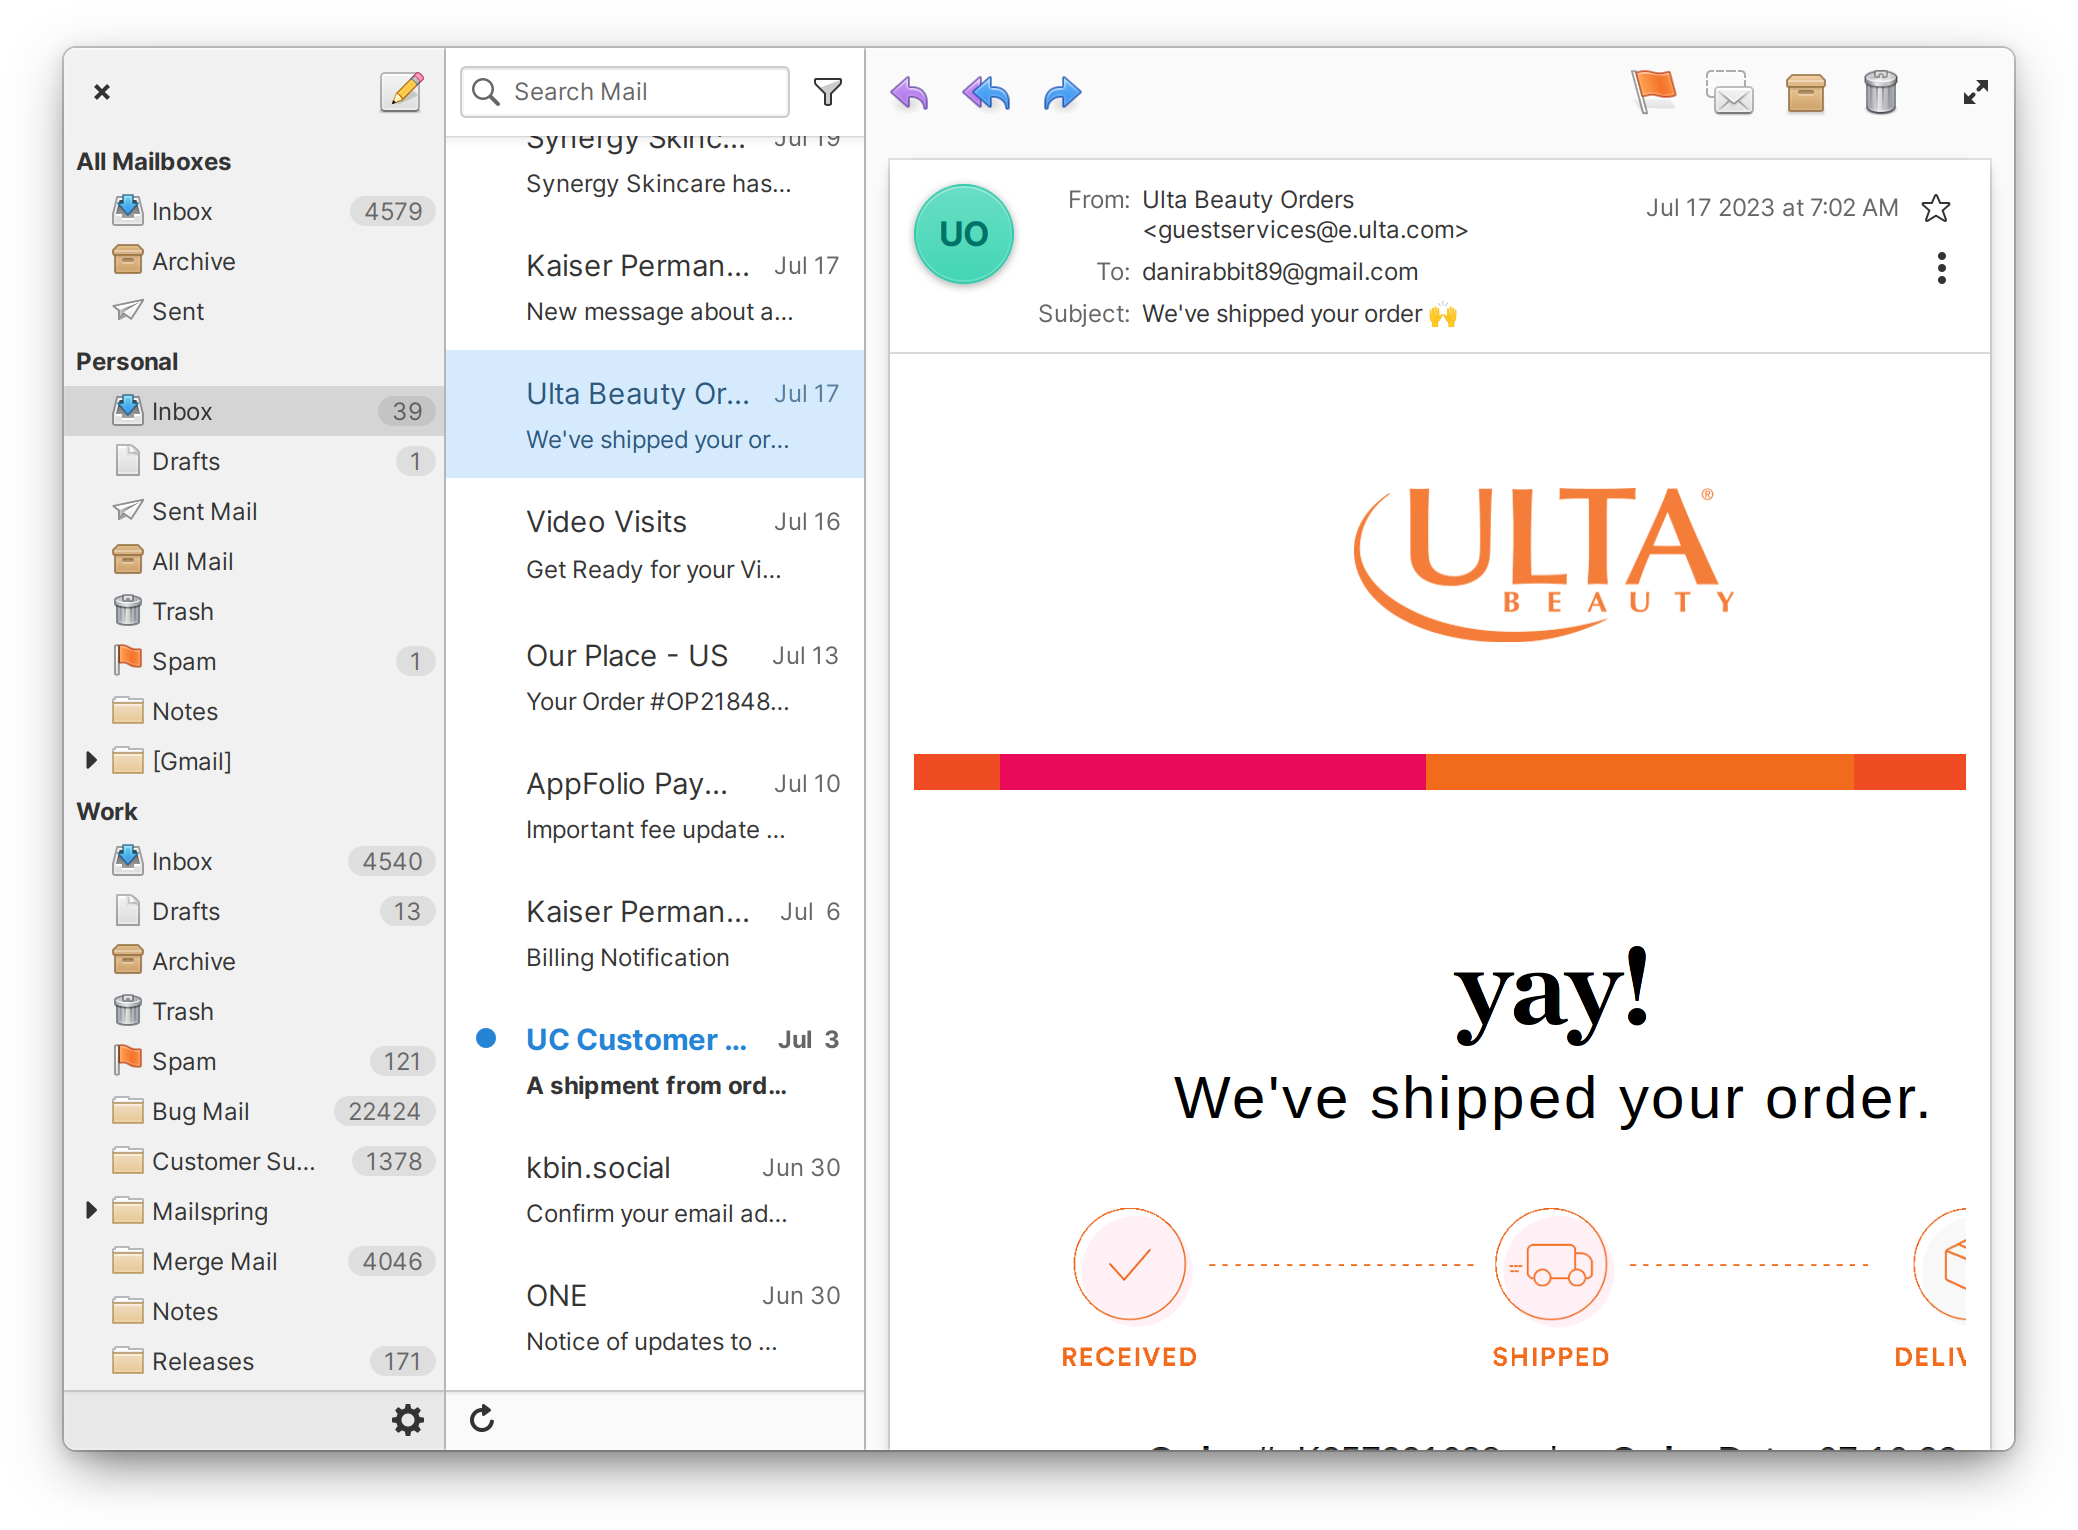 All Mailboxes
Inbox 4579
Archive
Sent
Personal
Inbox 39
Drafts 1
Sent Mail
All Mail
Trash
Spam 1
Notes
[Gmail]
Work
Inbox 4540
Drafts 13
Archive
Trash
Spam 121
Bug Mail 22424
Customer Su...
1378
Mailspring
Merge Mail 4046
Notes
Releases 171
Search Mail
Synergy Skinc... Jul 19
Synergy Skincare has...
Kaiser Perman... Jul 17
New message about a...
Ulta Beauty Or... Jul 17
We've shipped your or...
Video Visits Jul 16
Get Ready for your Vi...
Our Place - US Jul 13
Your Order #OP21848...
AppFolio Pay... Jul 10
Important fee update ...
Kaiser Perman... Jul 6
Billing Notification
UC Customer ... Jul 3
A shipment from ord...
kbin.social Jun 30
Confirm your email ad...
ONE Jun 30
Notice of updates to ...
UO
From: Ulta Beauty Orders
<guestservices@e.ulta.com>
Jul 17 2023 at 7:02 AM
To: danirabbit89@gmail.com
Subject: We've shipped your order 🙌
ULTA®
BEAUTY
yay!
We've shipped your order.
RECEIVED SHIPPED DELIV